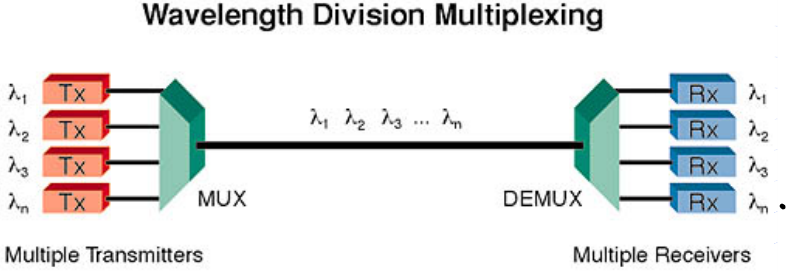 Wavelength Division Multiplexing
λ1 Tx Rx λ1
λ1 λ2 λ3 ... λn
λ2 Tx Rx λ2
λ3 Tx Rx λ3
λn Tx MUX DEMUX Rx λn
Multiple Transmitters Multiple Receivers